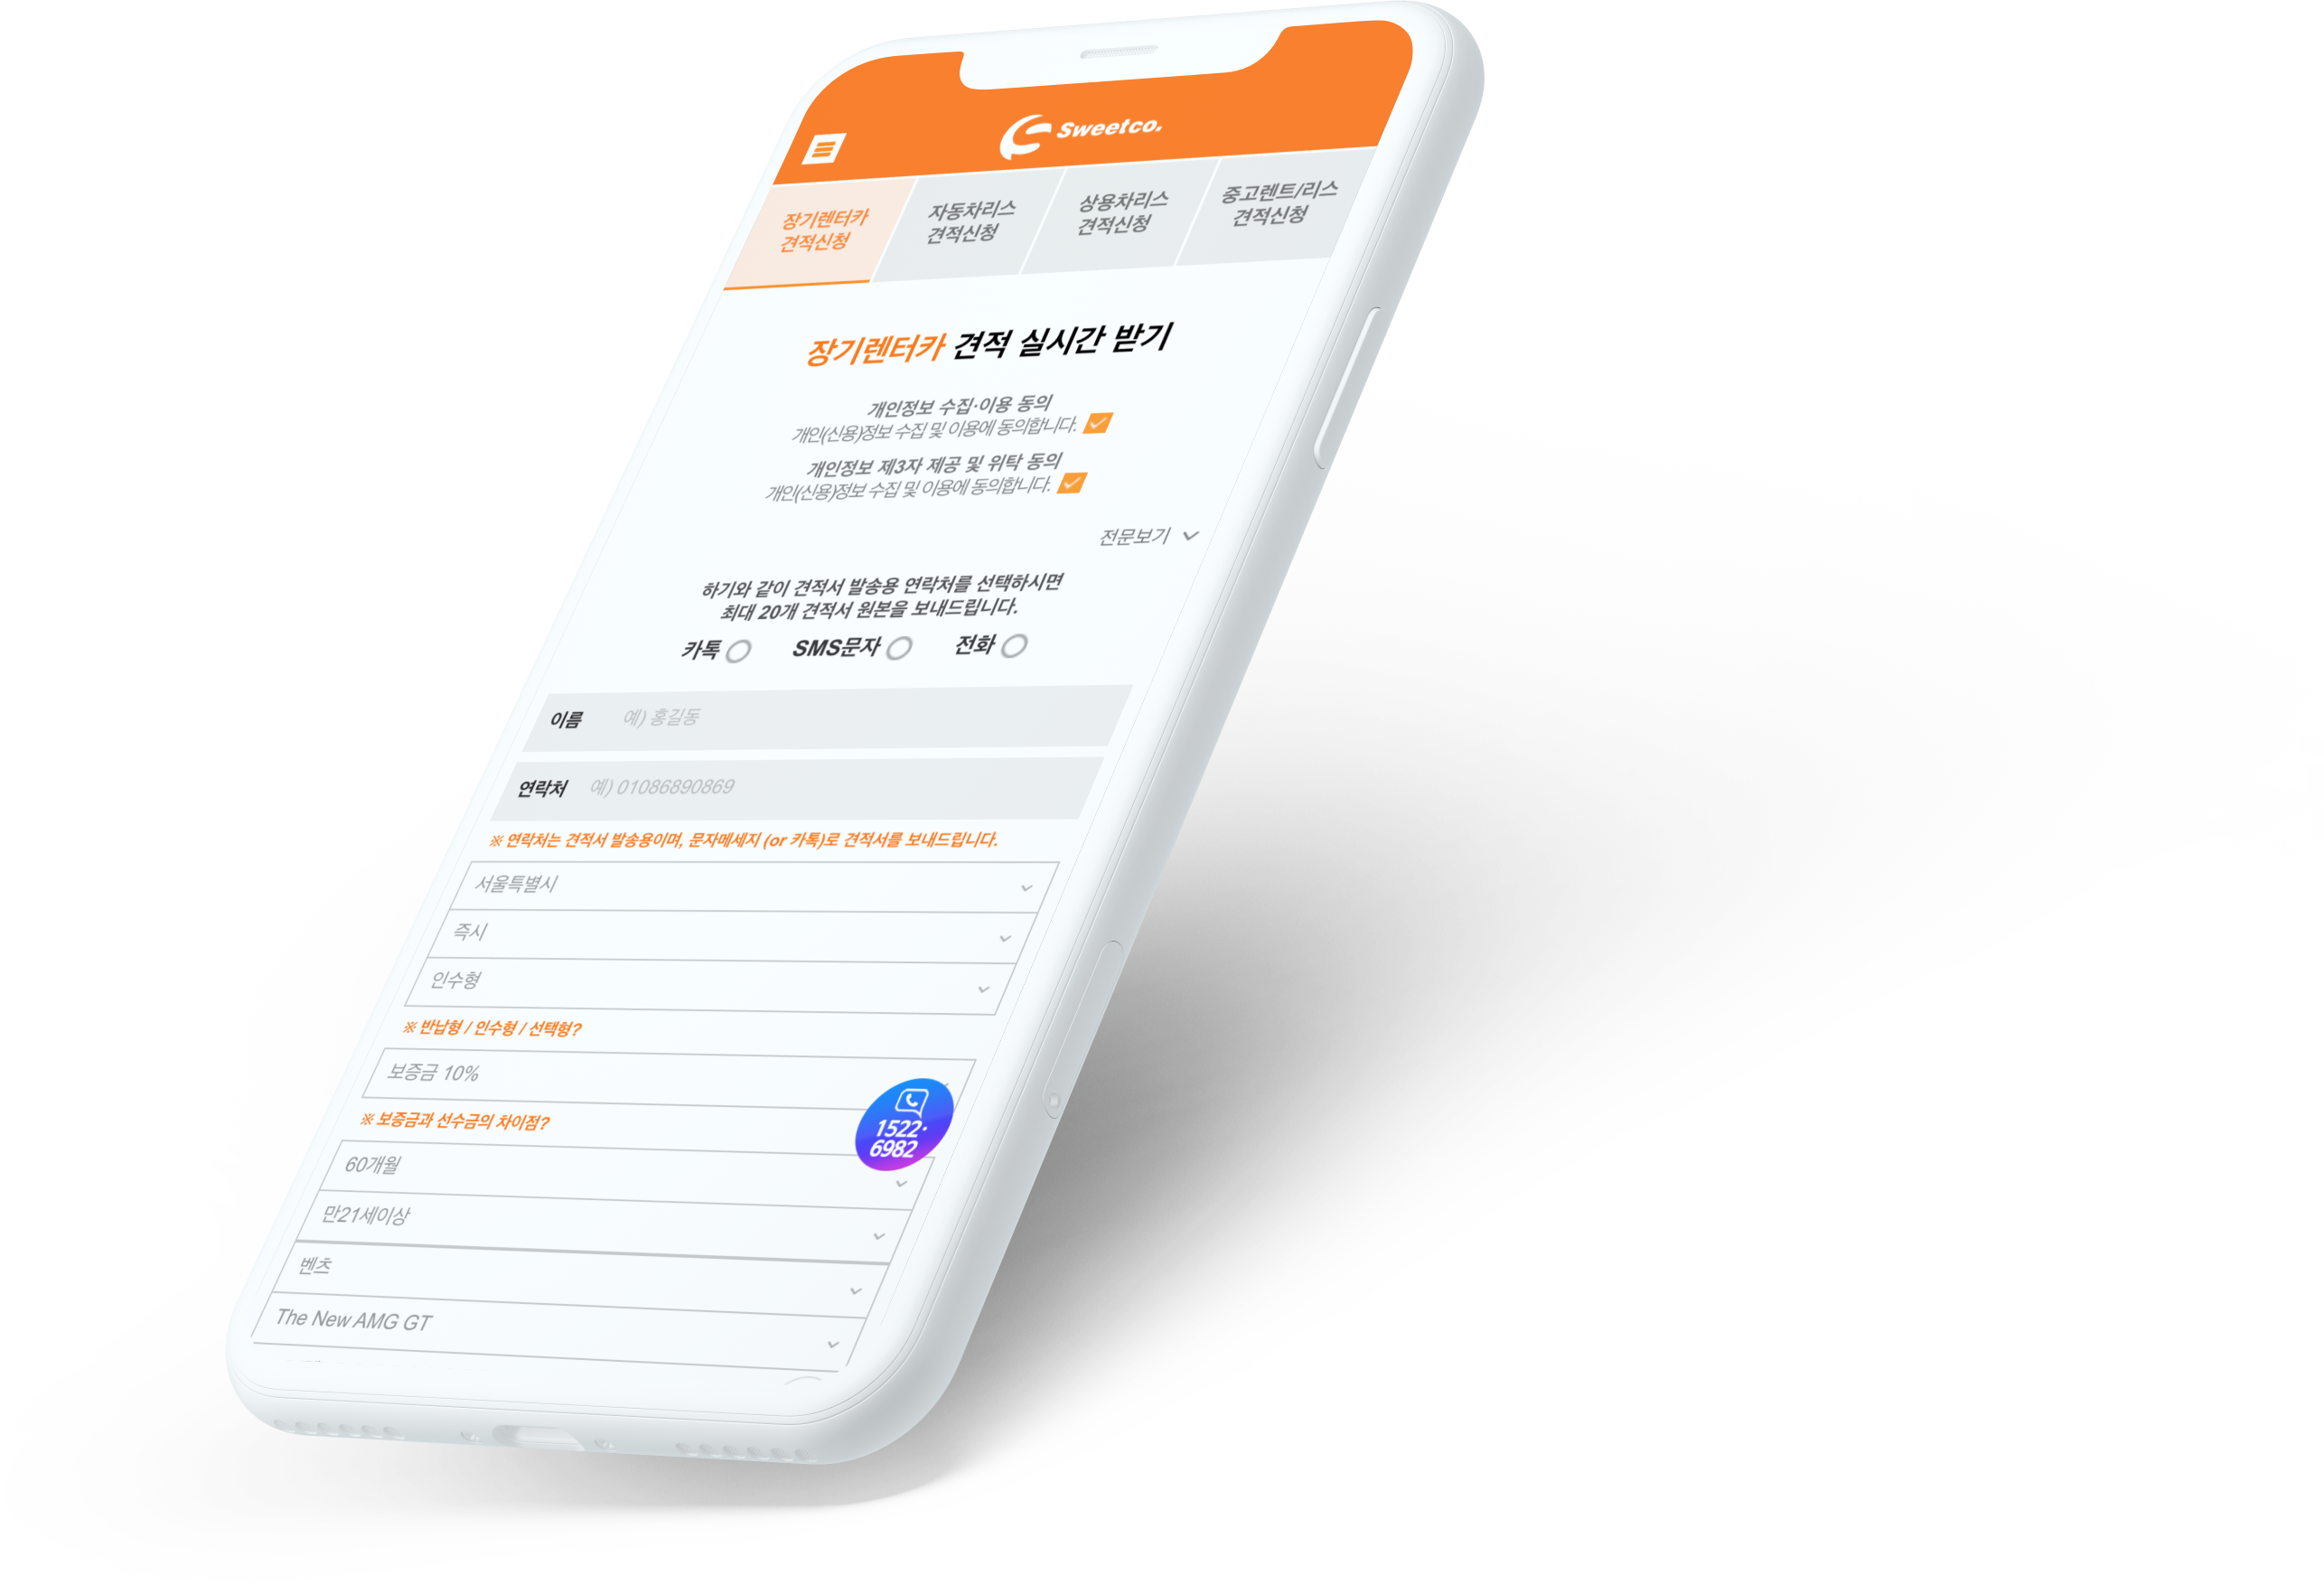 Sweetco.
장기렌터카
견적신청
자동차리스
견적신청
상용차리스
견적신청
중고렌트/리스
견적신청
장기렌터카 견적 실시간 받기
개인정보 수집·이용 동의
개인(신용)정보 수집 및 이용에 동의합니다.
개인정보 제3자 제공 및 위탁 동의
개인(신용)정보 수집 및 이용에 동의합니다.
전문보기
하기와 같이 견적서 발송용 연락처를 선택하시면
최대 20개 견적서 원본을 보내드립니다.
카톡 SMS문자 전화
이름 예) 홍길동
연락처 예) 01086890869
※ 연락처는 견적서 발송용이며, 문자메세지 (or 카톡)로 견적서를 보내드립니다.
서울특별시
즉시
인수형
※ 반납형 / 인수형 / 선택형?
보증금 10%
※ 보증금과 선수금의 차이점?
1522·
6982
60개월
만21세이상
벤츠
The New AMG GT